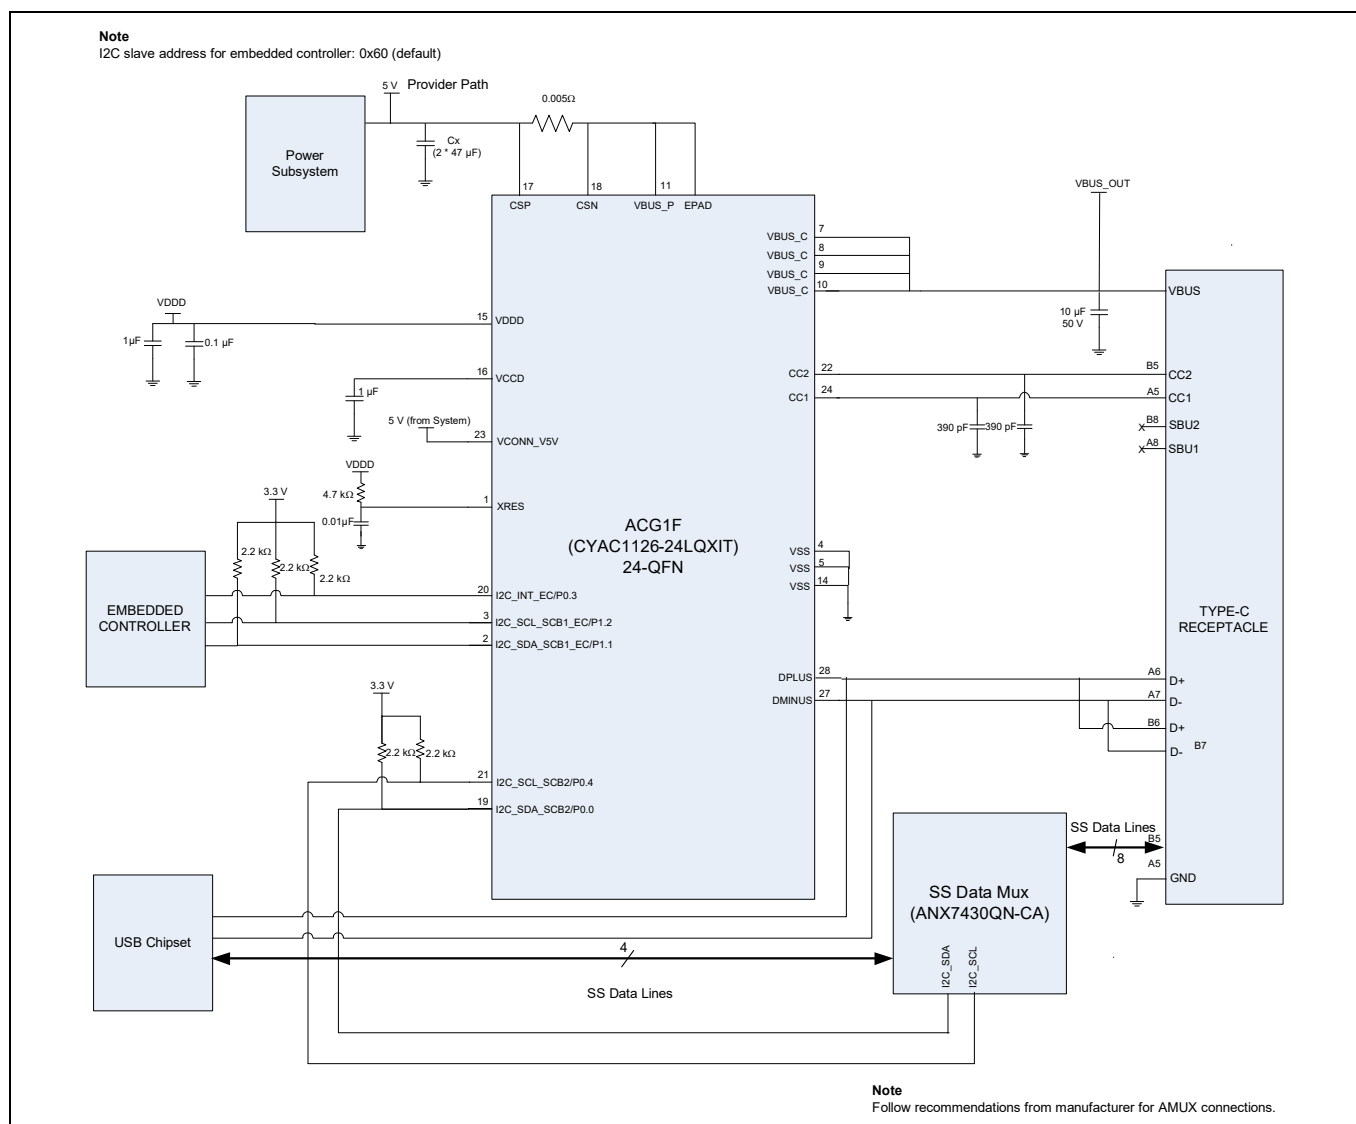 Note
I2C slave address for embedded controller: 0x60 (default)
5 V
Provider Path
0.005Ω
Power
Subsystem
Cx
(2 * 47 µF)
17
18
11
CSP
CSN
VBUS_P
EPAD
VBUS_OUT
VBUS_C
7
VBUS_C
8
VBUS_C
9
VBUS_C
10
VBUS
10 µF
50 V
VDDD
1µF
0.1 µF
15
VDDD
16
VCCD
1 µF
5 V (from System)
23
VCONN_V5V
VDDD
4.7 kΩ
0.01µF
1
XRES
CC2
22
B5
CC2
CC1
24
A5
CC1
390 pF
390 pF
B8
SBU2
A8
SBU1
X
X
ACG1F
(CYAC1126-24LQXIT)
24-QFN
VSS
4
VSS
5
VSS
14
3.3 V
2.2 kΩ
2.2 kΩ
2.2 kΩ
EMBEDDED
CONTROLLER
20
I2C_INT_EC/P0.3
3
I2C_SCL_SCB1_EC/P1.2
2
I2C_SDA_SCB1_EC/P1.1
TYPE-C
RECEPTACLE
DPLUS
28
A6
D+
DMINUS
27
A7
D-
B6
D+
D-
B7
3.3 V
2.2 kΩ
2.2 kΩ
21
I2C_SCL_SCB2/P0.4
19
I2C_SDA_SCB2/P0.0
SS Data Lines
8
B5
A5
GND
SS Data Mux
(ANX7430QN-CA)
I2C_SDA
I2C_SCL
USB Chipset
4
SS Data Lines
Note
Follow recommendations from manufacturer for AMUX connections.